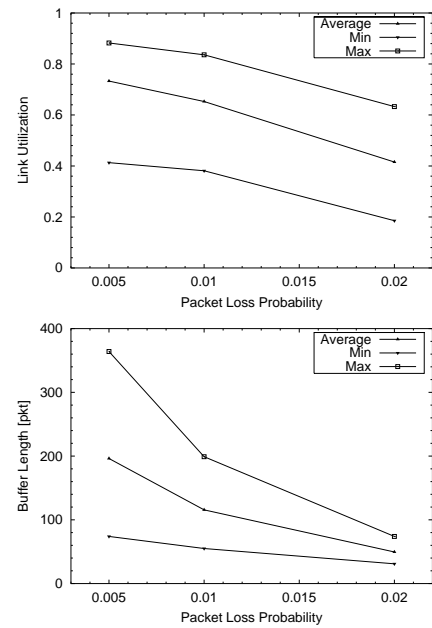 1
0.8
0.6
0.4
0.2
0
Link Utilization
Average
Min
Max
0.005 0.01 0.015 0.02
Packet Loss Probability
400
300
200
100
0
Buffer Length [pkt]
Average
Min
Max
0.005 0.01 0.015 0.02
Packet Loss Probability